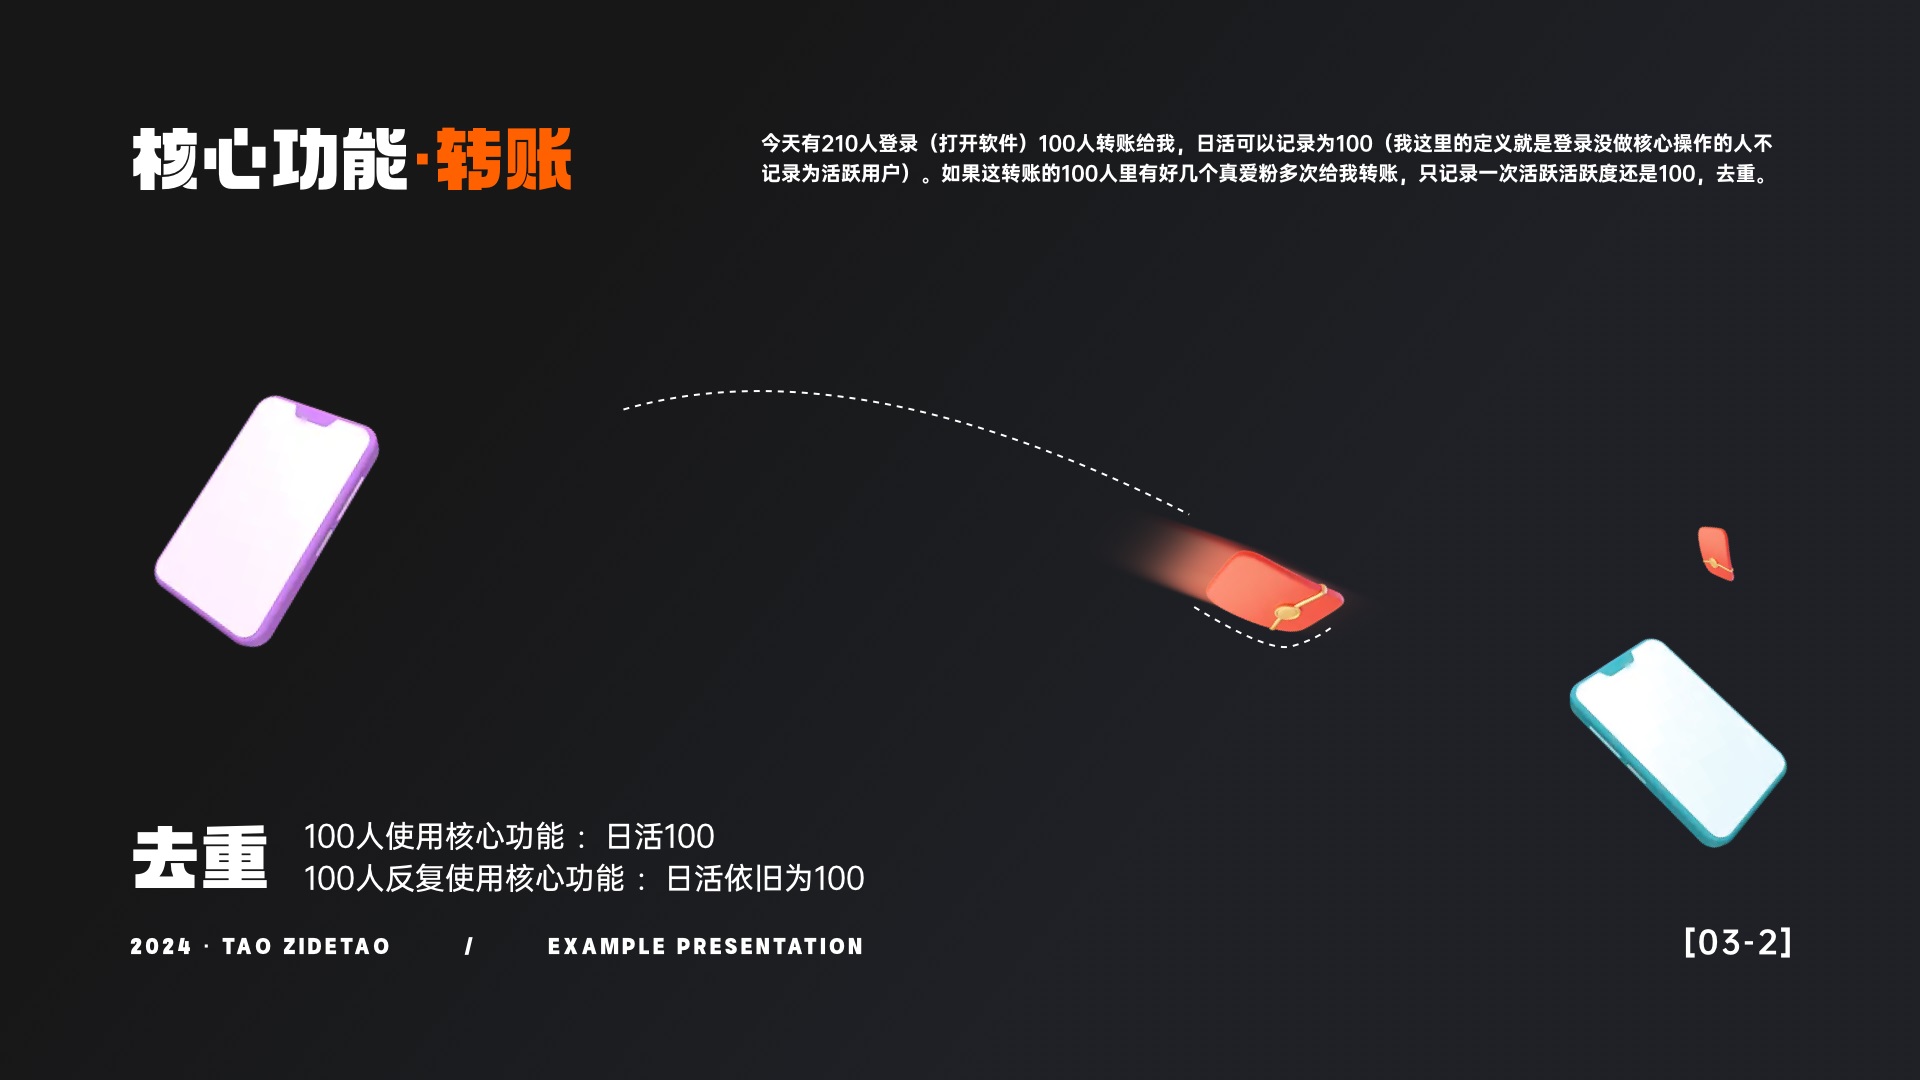 核心功能·转账
今天有210人登录（打开软件）100人转账给我，日活可以记录为100（我这里的定义就是登录没做核心操作的人不
记录为活跃用户）。如果这转账的100人里有好几个真爱粉多次给我转账，只记录一次活跃活跃度还是100，去重。
去重
100人使用核心功能 ：日活100
100人反复使用核心功能 ：日活依旧为100
2024 · TAO ZIDETAO / EXAMPLE PRESENTATION
[03-2]